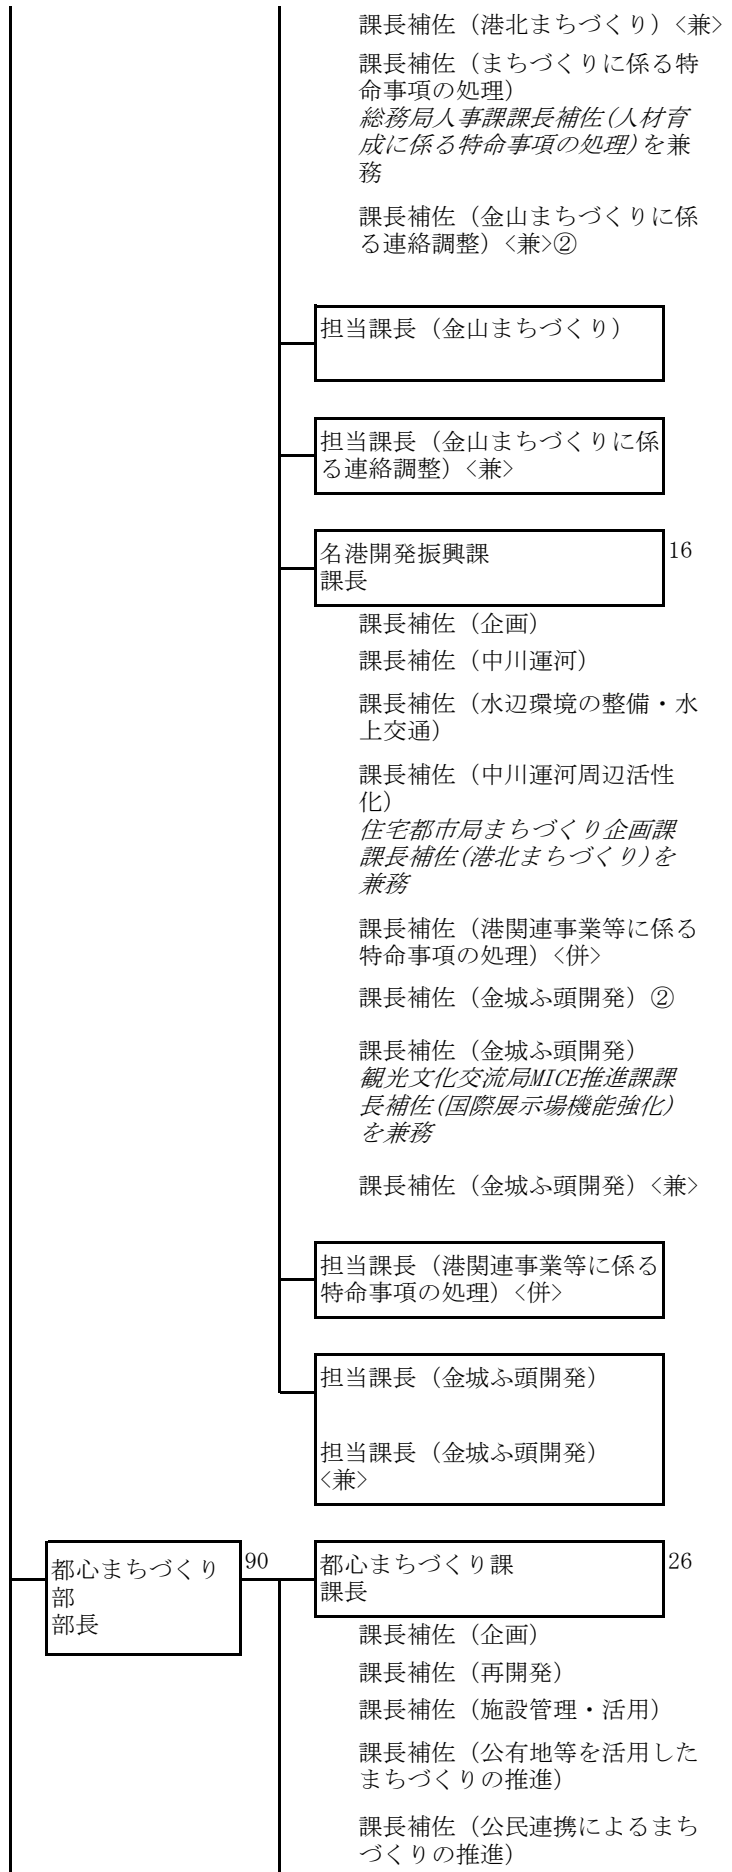 課長補佐（港北まちづくり）<兼>
課長補佐（まちづくりに係る特
命事項の処理）
総務局人事課課長補佐(人材育
成に係る特命事項の処理)を兼
務
課長補佐（金山まちづくりに係
る連絡調整）<兼>②
担当課長（金山まちづくり）
担当課長（金山まちづくりに係
る連絡調整）<兼>
名港開発振興課
課長
16
課長補佐（企画）
課長補佐（中川運河）
課長補佐（水辺環境の整備・水
上交通）
課長補佐（中川運河周辺活性
化）
住宅都市局まちづくり企画課
課長補佐(港北まちづくり)を
兼務
課長補佐（港関連事業等に係る
特命事項の処理）<併>
課長補佐（金城ふ頭開発）②
課長補佐（金城ふ頭開発）
観光文化交流局MICE推進課課
長補佐(国際展示場機能強化)
を兼務
課長補佐（金城ふ頭開発）<兼>
担当課長（港関連事業等に係る
特命事項の処理）<併>
担当課長（金城ふ頭開発）
担当課長（金城ふ頭開発）
<兼>
都心まちづくり
部
部長
90
都心まちづくり課
課長
26
課長補佐（企画）
課長補佐（再開発）
課長補佐（施設管理・活用）
課長補佐（公有地等を活用した
まちづくりの推進）
課長補佐（公民連携によるまち
づくりの推進）